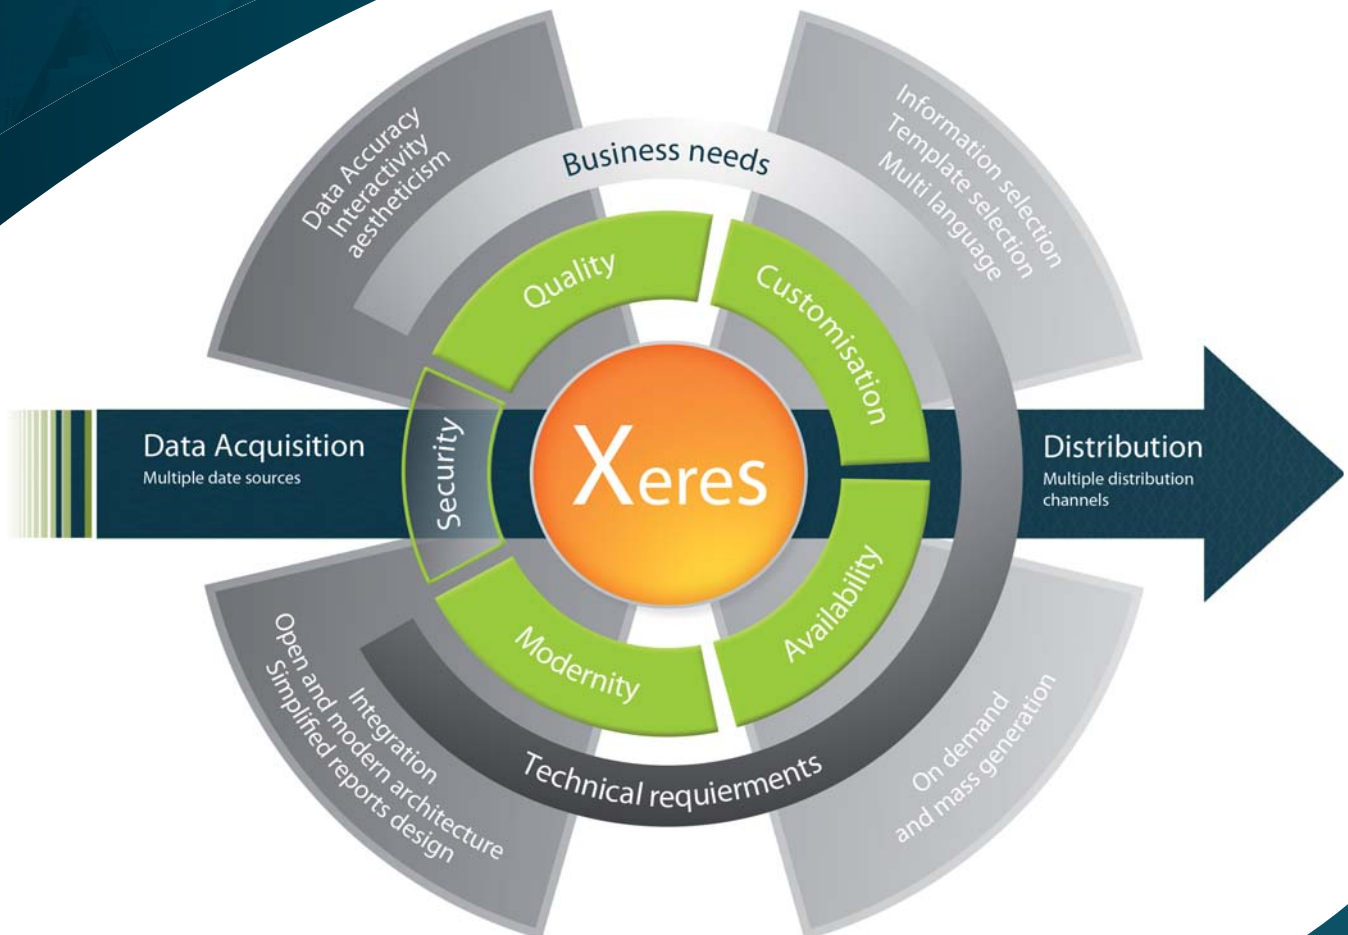 Data Accuracy
Interactivity
aestheticism
Business needs
Information selection
Template selection
Multi language
Quality
Customisation
Data Acquisition
Multiple date sources
Security
Xeres
Distribution
Multiple distribution
channels
Modernity
Availability
Integration
Open and modern architecture
Simplified reports design
Technical requierments
On demand
and mass generation